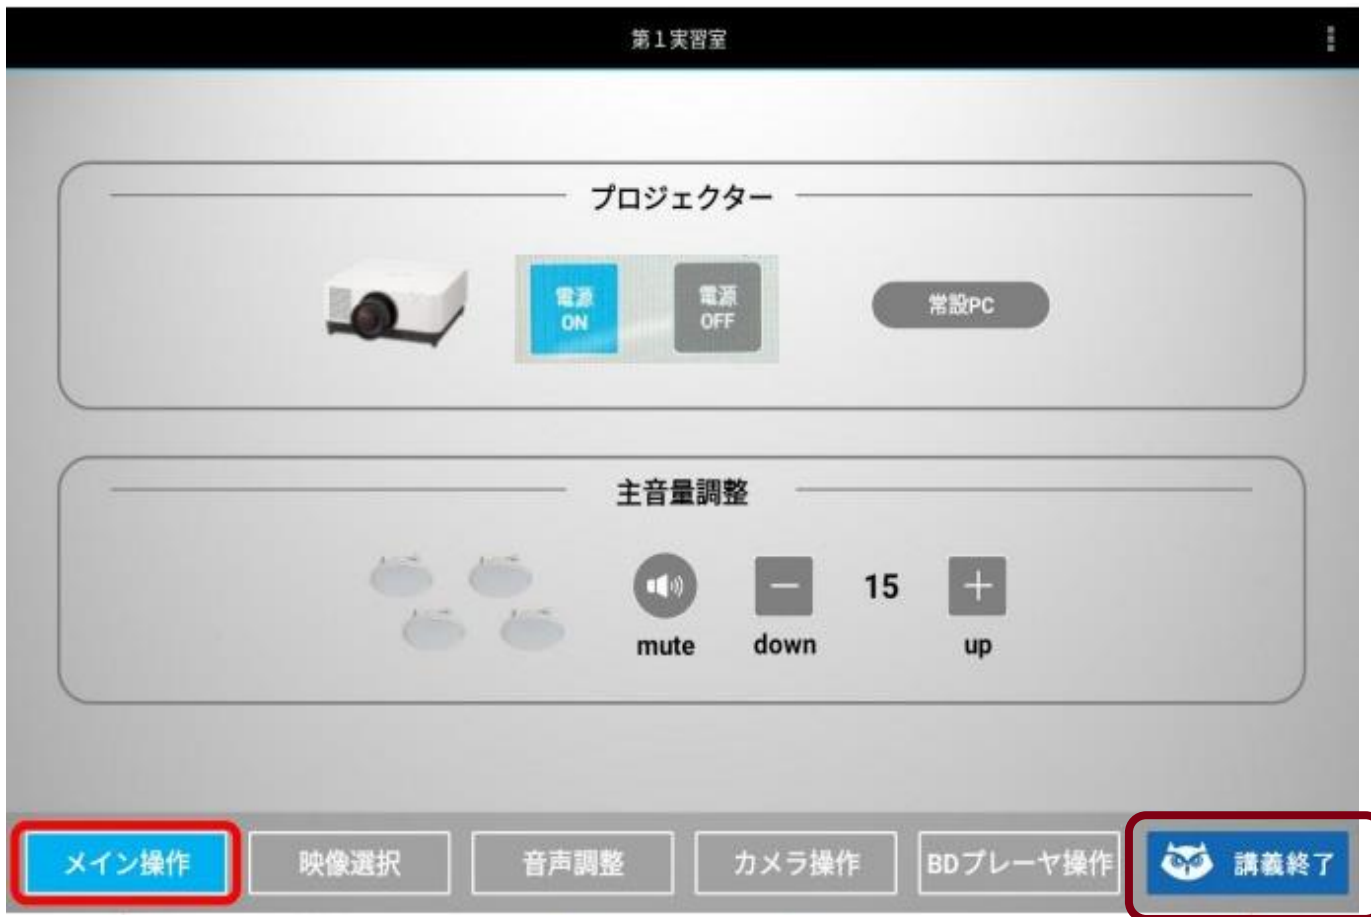 第1実習室
プロジェクター
電源
ON
電源
OFF
常設PC
主音量調整
15
mute
down
up
メイン操作
映像選択
音声調整
カメラ操作
BDプレーヤ操作
講義終了